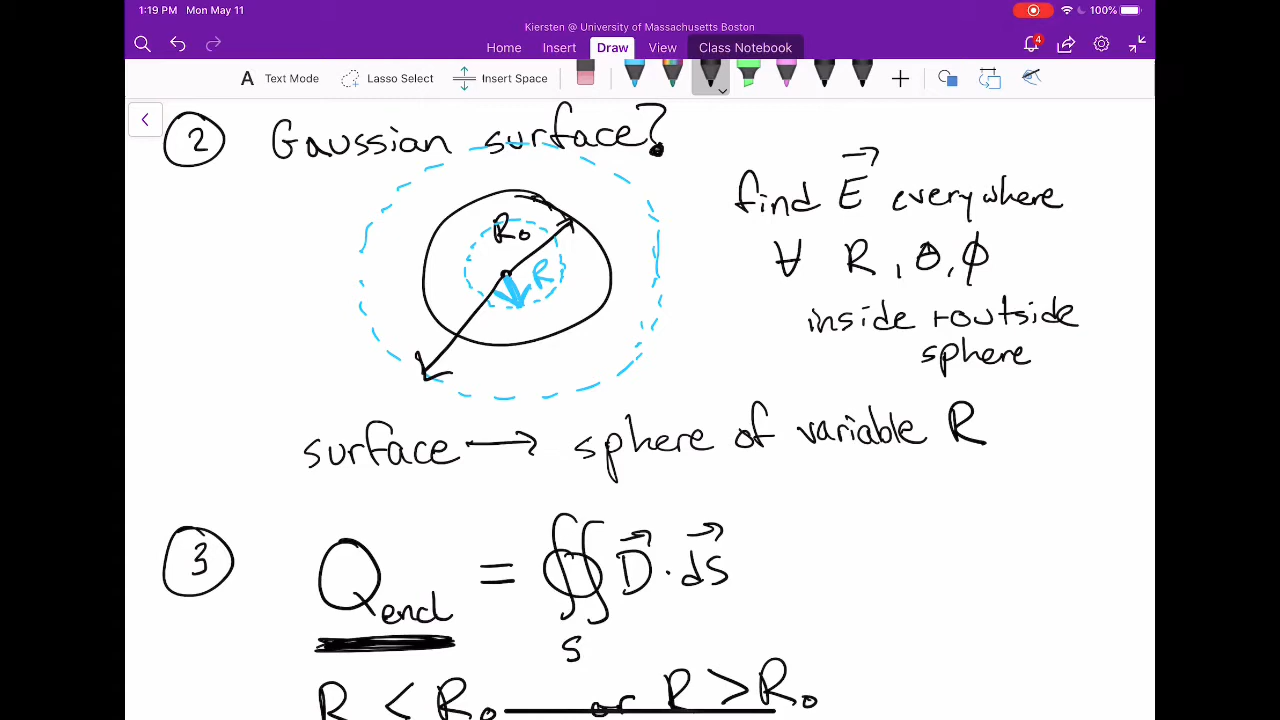 1:19 PM Mon May 11
100%
Kiersten @ University of Massachusetts Boston
Home Insert Draw View Class Notebook
4
A Text Mode Lasso Select Insert Space
② Gaussian surface?
find E⃗ everywhere
∀ R, θ, ϕ
inside + outside
sphere
R₀
R
surface → sphere of variable R
③ Q encl = ∯ D⃗ · dS⃗
S
R < R₀ or R > R₀